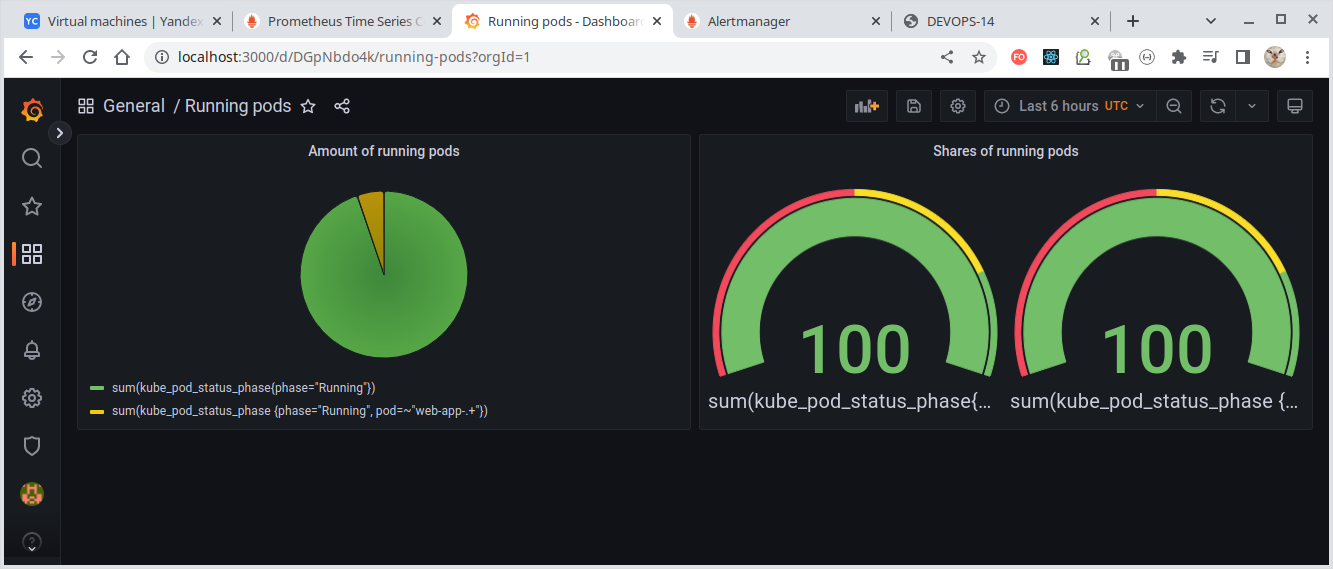 Virtual machines | Yandex
Prometheus Time Series C
Running pods - Dashboar
Alertmanager
DEVOPS-14
localhost:3000/d/DGpNbdo4k/running-pods?orgId=1
FO
General / Running pods
Last 6 hours UTC
Amount of running pods
sum(kube_pod_status_phase{phase="Running"})
sum(kube_pod_status_phase {phase="Running", pod=~"web-app-.+"})
Shares of running pods
100
sum(kube_pod_status_phase{...
100
sum(kube_pod_status_phase {...